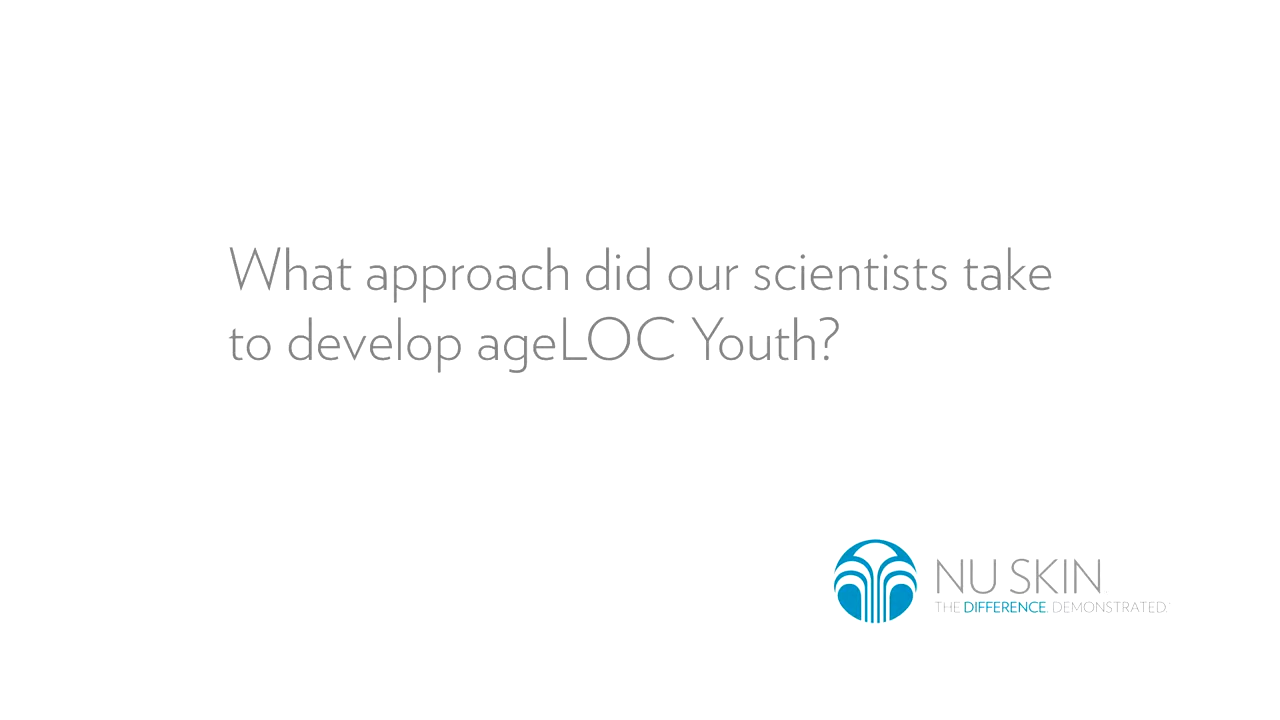 What approach did our scientists take
to develop ageLOC Youth?
NU SKIN
THE DIFFERENCE. DEMONSTRATED.